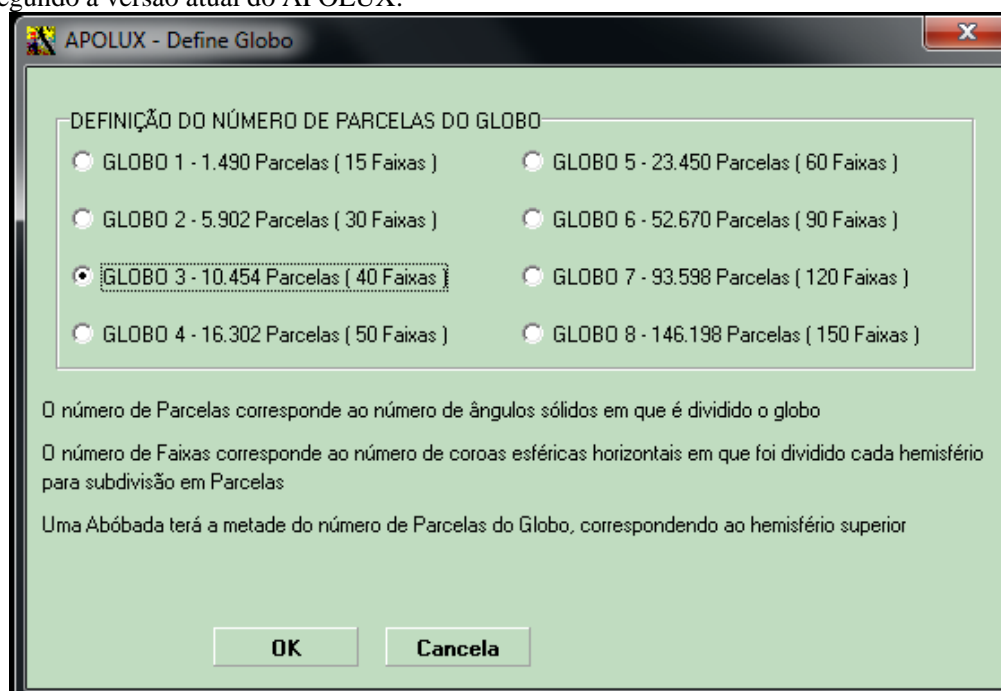 segundo a versão atual do APOLUX:
APOLUX - Define Globo
DEFINIÇÃO DO NÚMERO DE PARCELAS DO GLOBO
GLOBO 1 - 1.490 Parcelas ( 15 Faixas )
GLOBO 2 - 5.902 Parcelas ( 30 Faixas )
GLOBO 3 - 10.454 Parcelas ( 40 Faixas )
GLOBO 4 - 16.302 Parcelas ( 50 Faixas )
GLOBO 5 - 23.450 Parcelas ( 60 Faixas )
GLOBO 6 - 52.670 Parcelas ( 90 Faixas )
GLOBO 7 - 93.598 Parcelas ( 120 Faixas )
GLOBO 8 - 146.198 Parcelas ( 150 Faixas )
O número de Parcelas corresponde ao número de ângulos sólidos em que é dividido o globo
O número de Faixas corresponde ao número de coroas esféricas horizontais em que foi dividido cada hemisfério
para subdivisão em Parcelas
Uma Abóbada terá a metade do número de Parcelas do Globo, correspondendo ao hemisfério superior
OK
Cancela